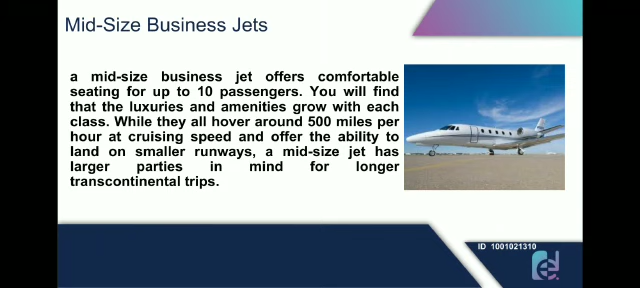 Mid-Size Business Jets
a mid-size business jet offers comfortable
seating for up to 10 passengers. You will find
that the luxuries and amenities grow with each
class. While they all hover around 500 miles per
hour at cruising speed and offer the ability to
land on smaller runways, a mid-size jet has
larger parties in mind for longer
transcontinental trips.
ID 1001021310